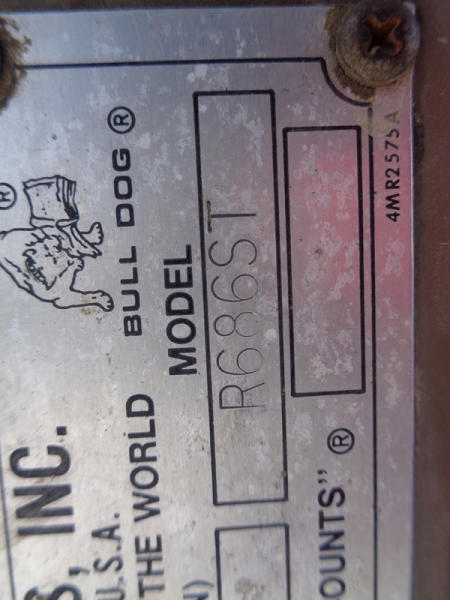 ®
BULL DOG®
S, INC.
U.S.A.
THE WORLD
MODEL
R686ST
N)
OUNTS"®
4MR2575A